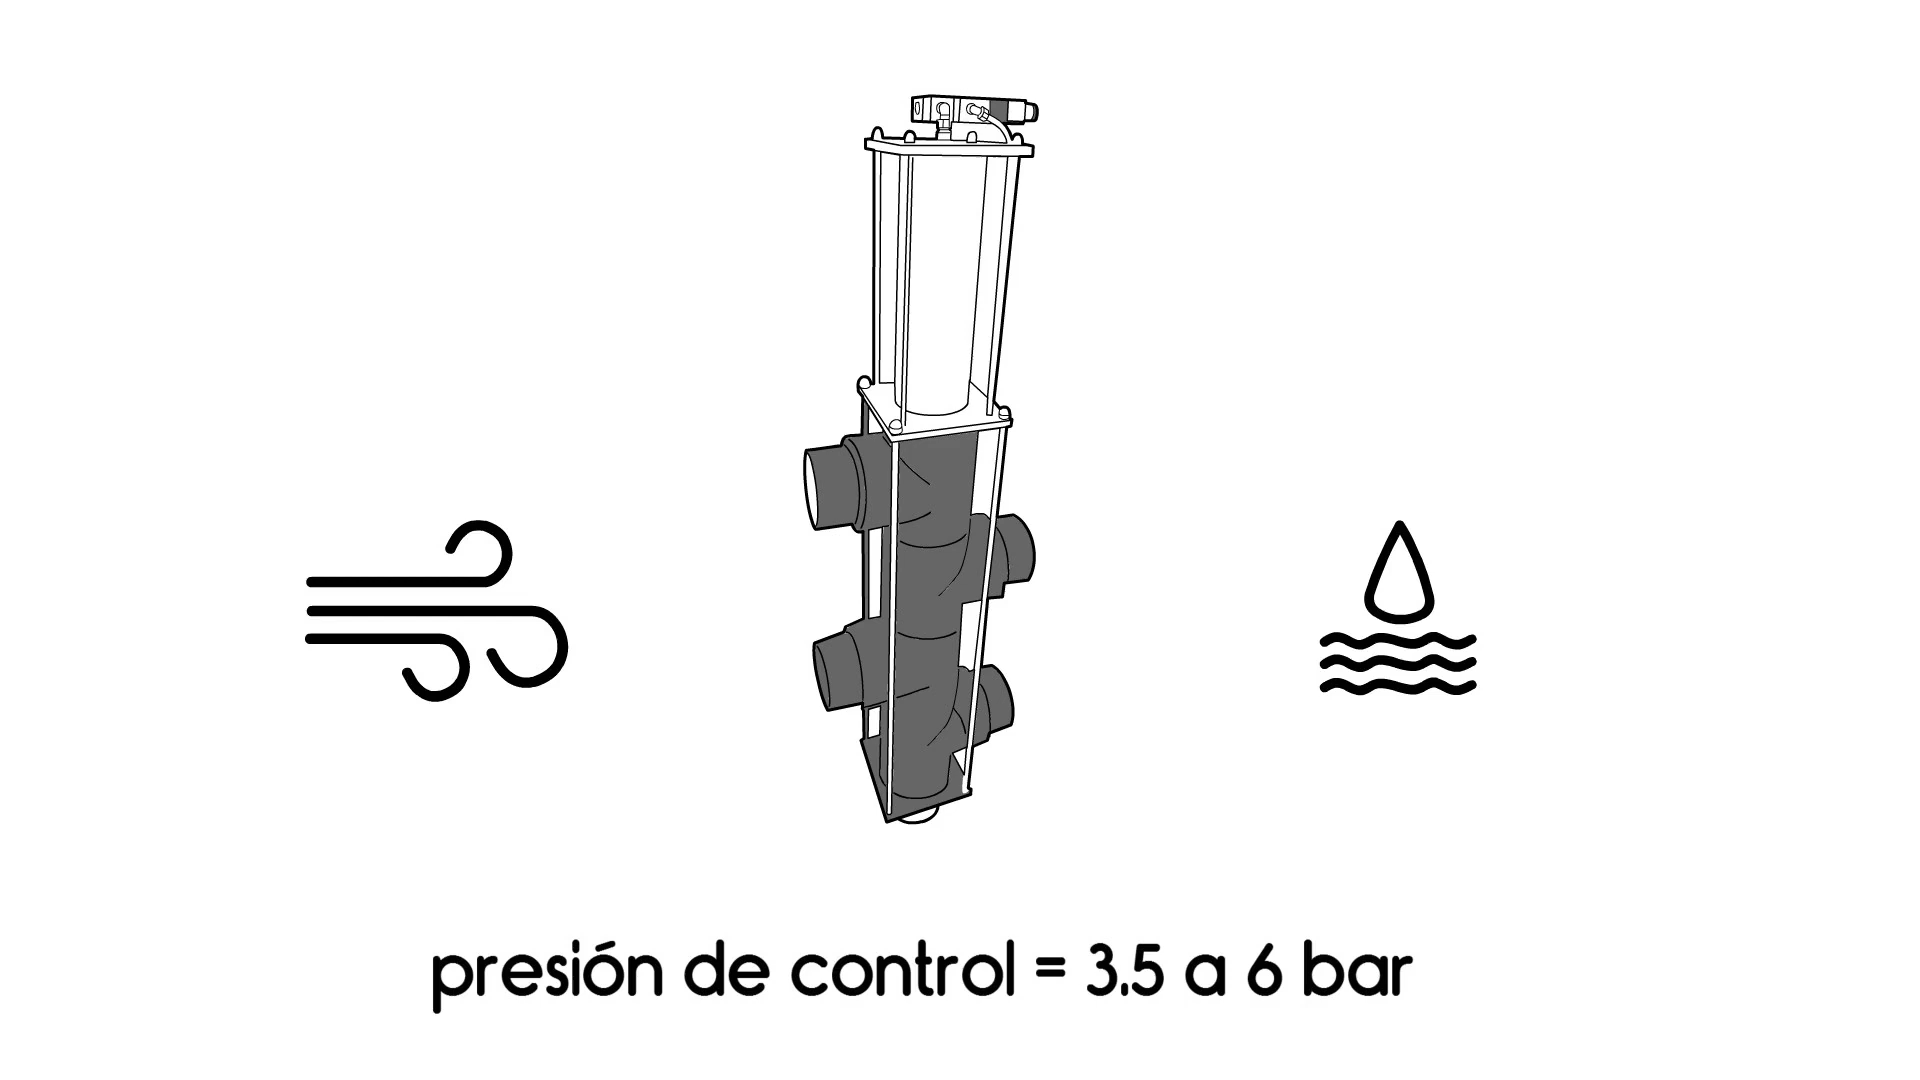 presión de control = 3.5 a 6 bar